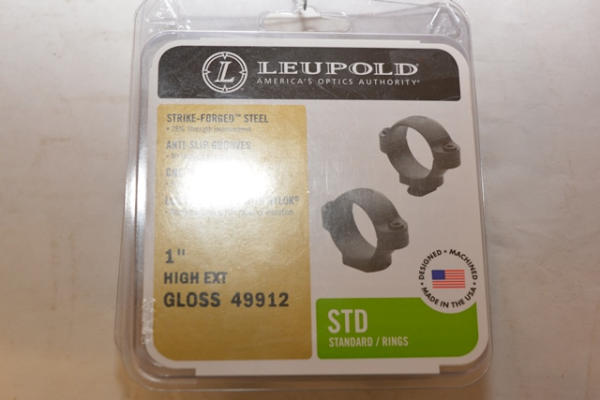 L
LEUPOLD®
AMERICA'S OPTICS AUTHORITY®
STRIKE-FORGED™ STEEL
ANTI-SLIP GROOVES
1"
HIGH EXT
GLOSS 49912
DESIGNED • MACHINED
• MADE IN THE USA •
STD
STANDARD / RINGS